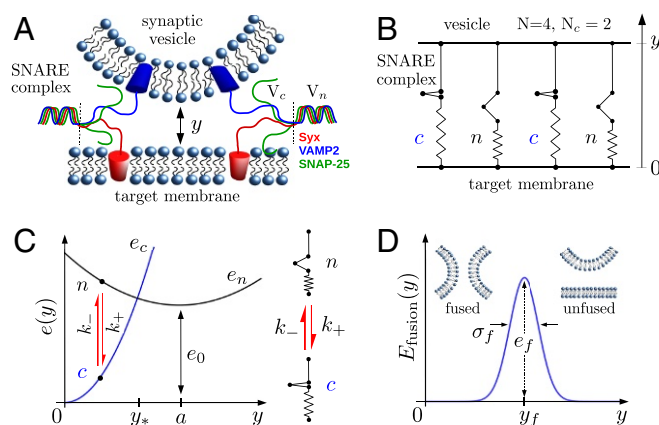 A
synaptic
vesicle
SNARE
complex
V_c
V_n
y
Syx
VAMP2
SNAP-25
target membrane
B
vesicle N=4, N_c = 2
y
SNARE
complex
c n c n
0
target membrane
C
e_c
e_n
n
e(y)
k_- k_+
e_0
c
0 y_* a y
n
k_- k_+
c
D
E_fusion(y)
fused
unfused
σ_f
e_f
0 y_f y